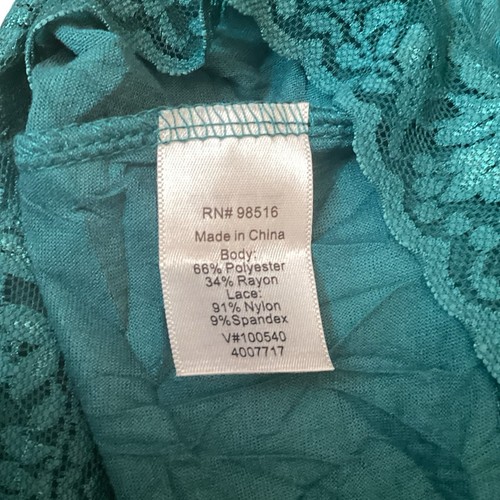 RN# 98516
Made in China
Body:
66% Polyester
34% Rayon
Lace:
91% Nylon
9%Spandex
V#100540
4007717